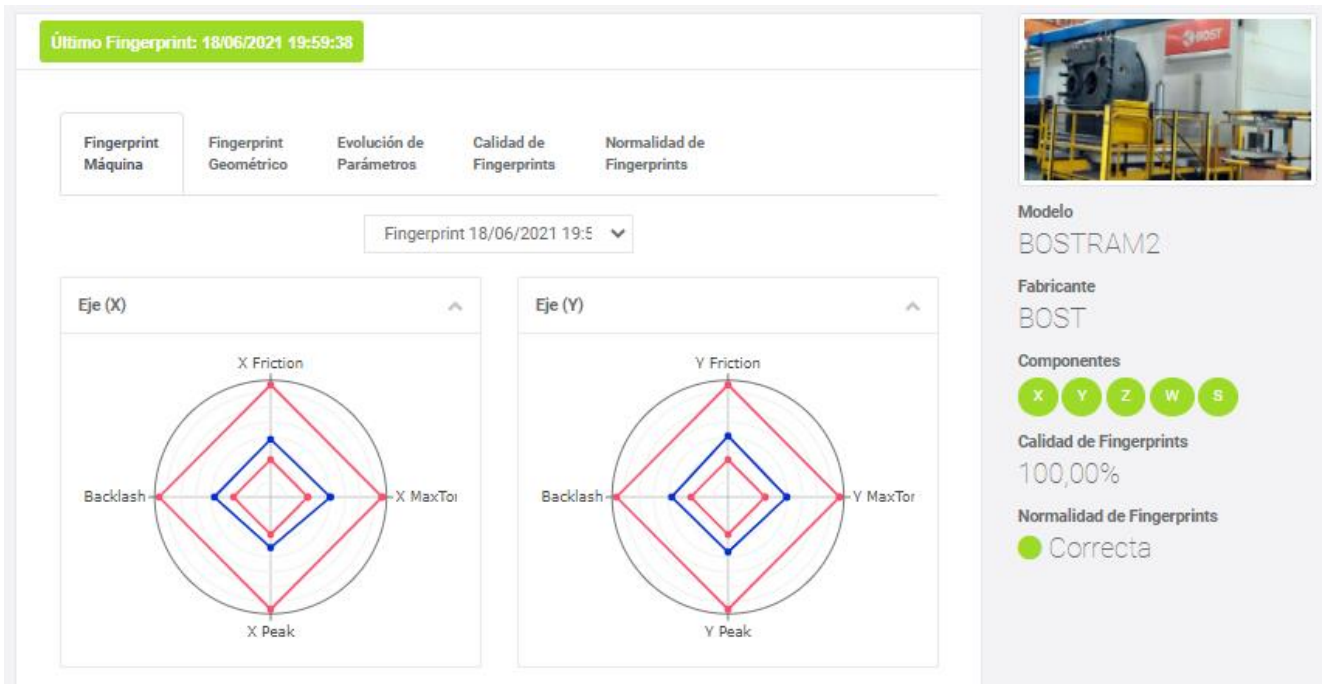 Último Fingerprint: 18/06/2021 19:59:38
Fingerprint
Máquina
Fingerprint
Geométrico
Evolución de
Parámetros
Calidad de
Fingerprints
Normalidad de
Fingerprints
Fingerprint 18/06/2021 19:5
Eje (X)
X Friction
Backlash
X MaxTor
X Peak
Eje (Y)
Y Friction
Backlash
Y MaxTor
Y Peak
BOST
Modelo
BOSTRAM2
Fabricante
BOST
Componentes
X Y Z W S
Calidad de Fingerprints
100,00%
Normalidad de Fingerprints
Correcta